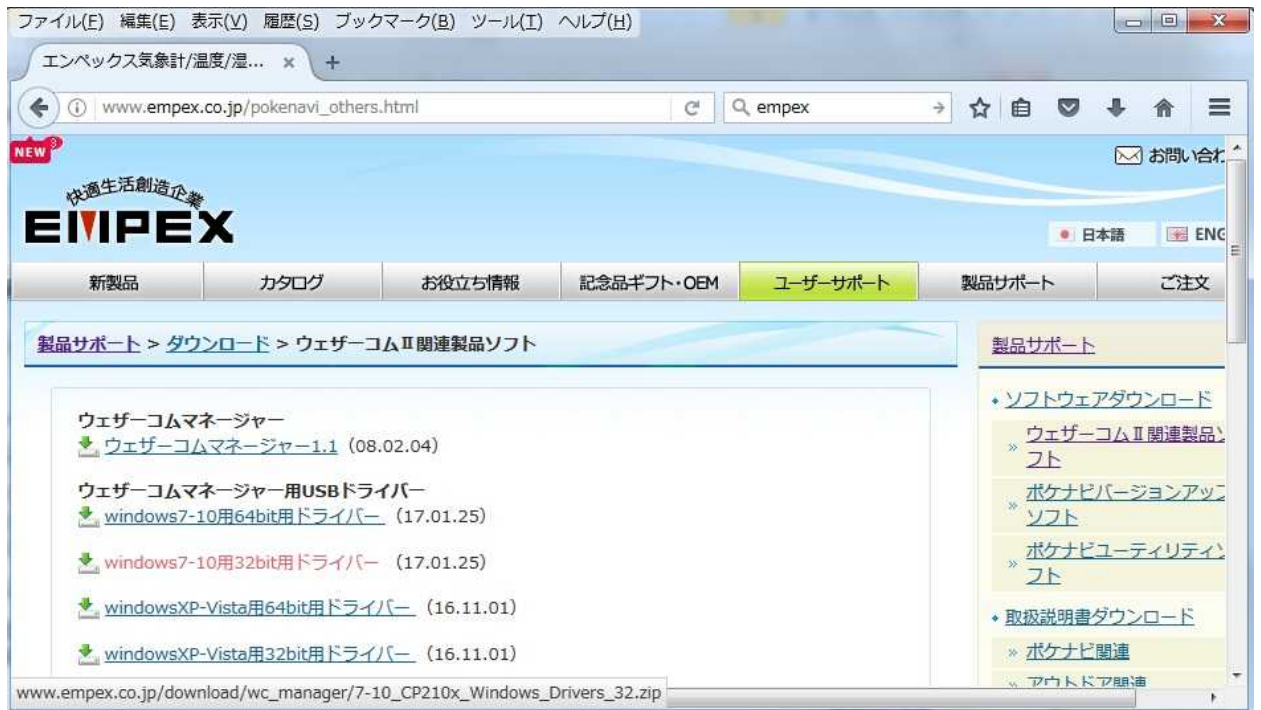 ファイル(F) 編集(E) 表示(V) 履歴(S) ブックマーク(B) ツール(T) ヘルプ(H)
エンペックス気象計/温度/湿... × +
www.empex.co.jp/pokenavi_others.html empex
NEW
お問い合わ
快適生活創造企業
EMPEX
日本語 ENG
新製品 カタログ お役立ち情報 記念品ギフト・OEM ユーザーサポート 製品サポート ご注文
製品サポート > ダウンロード > ウェザーコムⅡ関連製品ソフト
ウェザーコムマネージャー
ウェザーコムマネージャー1.1 (08.02.04)
ウェザーコムマネージャー用USBドライバー
windows7-10用64bit用ドライバー (17.01.25)
windows7-10用32bit用ドライバー (17.01.25)
windowsXP-Vista用64bit用ドライバー (16.11.01)
windowsXP-Vista用32bit用ドライバー (16.11.01)
製品サポート
ソフトウェアダウンロード
» ウェザーコムⅡ関連製品ソ
フト
» ポケナビバージョンアップ
ソフト
» ポケナビユーティリティソ
フト
取扱説明書ダウンロード
» ポケナビ関連
» アウトドア関連
www.empex.co.jp/download/wc_manager/7-10_CP210x_Windows_Drivers_32.zip